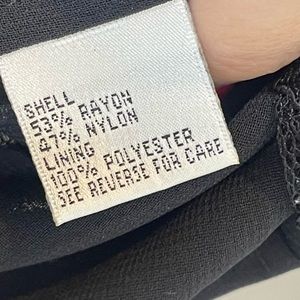 SHELL
53% RAYON
47% NYLON
LINING
100% POLYESTER
SEE REVERSE FOR CARE